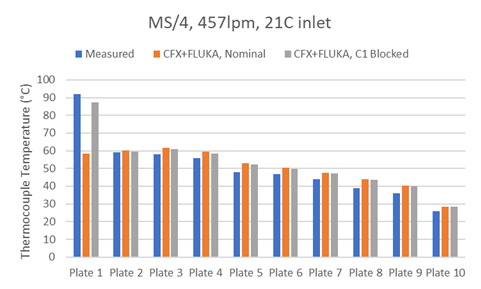 MS/4, 457lpm, 21C inlet
Measured CFX+FLUKA, Nominal CFX+FLUKA, C1 Blocked
Thermocouple Temperature (°C)
100
90
80
70
60
50
40
30
20
10
0
Plate 1 Plate 2 Plate 3 Plate 4 Plate 5 Plate 6 Plate 7 Plate 8 Plate 9 Plate 10